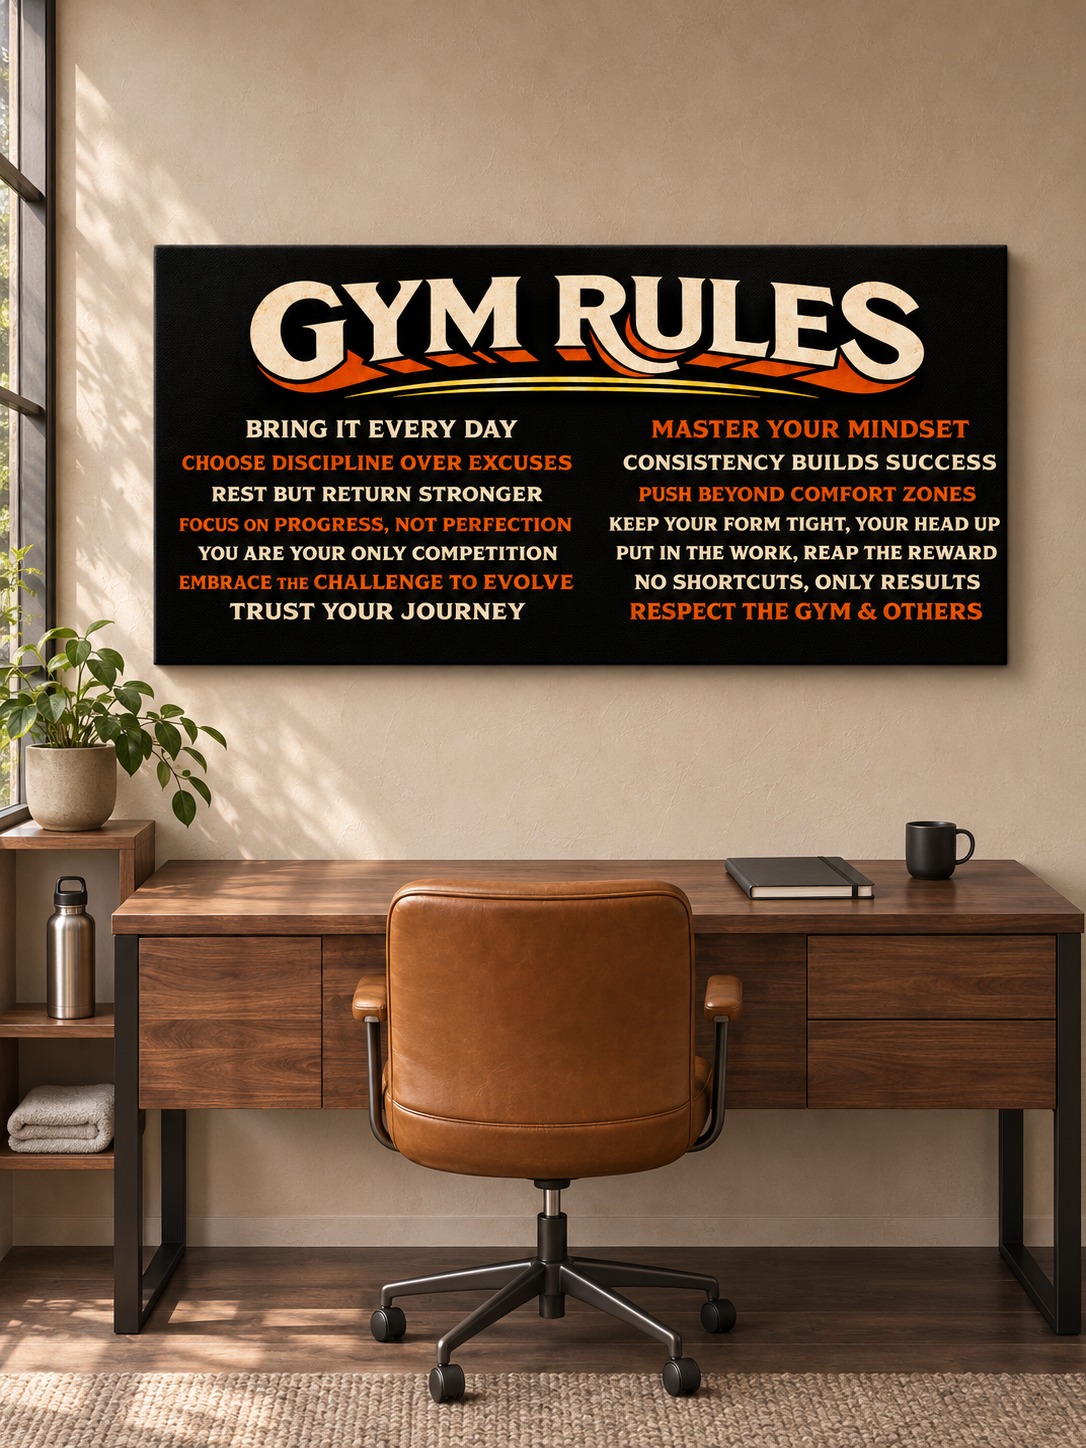 GYM RULES
BRING IT EVERY DAY
CHOOSE DISCIPLINE OVER EXCUSES
REST BUT RETURN STRONGER
FOCUS ON PROGRESS, NOT PERFECTION
YOU ARE YOUR ONLY COMPETITION
EMBRACE THE CHALLENGE TO EVOLVE
TRUST YOUR JOURNEY
MASTER YOUR MINDSET
CONSISTENCY BUILDS SUCCESS
PUSH BEYOND COMFORT ZONES
KEEP YOUR FORM TIGHT, YOUR HEAD UP
PUT IN THE WORK, REAP THE REWARD
NO SHORTCUTS, ONLY RESULTS
RESPECT THE GYM & OTHERS